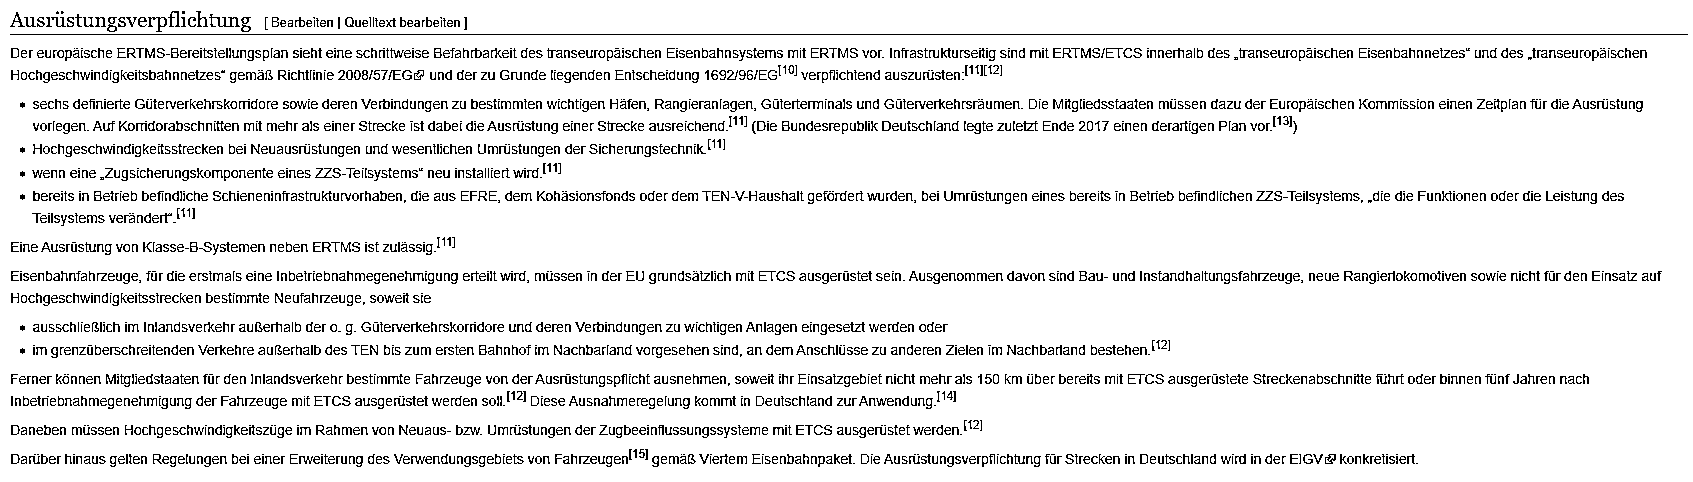 Ausrüstungsverpflichtung [ Bearbeiten | Quelltext bearbeiten ]
Der europäische ERTMS-Bereitstellungsplan sieht eine schrittweise Befahrbarkeit des transeuropäischen Eisenbahnsystems mit ERTMS vor. Infrastrukturseitig sind mit ERTMS/ETCS innerhalb des „transeuropäischen Eisenbahnnetzes“ und des „transeuropäischen
Hochgeschwindigkeitsbahnnetzes“ gemäß Richtlinie 2008/57/EG und der zu Grunde liegenden Entscheidung 1692/96/EG[10] verpflichtend auszurüsten:[11][12]
• sechs definierte Güterverkehrskorridore sowie deren Verbindungen zu bestimmten wichtigen Häfen, Rangieranlagen, Güterterminals und Güterverkehrsräumen. Die Mitgliedsstaaten müssen dazu der Europäischen Kommission einen Zeitplan für die Ausrüstung
vorlegen. Auf Korridorabschnitten mit mehr als einer Strecke ist dabei die Ausrüstung einer Strecke ausreichend.[11] (Die Bundesrepublik Deutschland legte zuletzt Ende 2017 einen derartigen Plan vor.[13])
• Hochgeschwindigkeitsstrecken bei Neuausrüstungen und wesentlichen Umrüstungen der Sicherungstechnik.[11]
• wenn eine „Zugsicherungskomponente eines ZZS-Teilsystems“ neu installiert wird.[11]
• bereits in Betrieb befindliche Schieneninfrastrukturvorhaben, die aus EFRE, dem Kohäsionsfonds oder dem TEN-V-Haushalt gefördert wurden, bei Umrüstungen eines bereits in Betrieb befindlichen ZZS-Teilsystems, „die die Funktionen oder die Leistung des
Teilsystems verändert“.[11]
Eine Ausrüstung von Klasse-B-Systemen neben ERTMS ist zulässig.[11]
Eisenbahnfahrzeuge, für die erstmals eine Inbetriebnahmegenehmigung erteilt wird, müssen in der EU grundsätzlich mit ETCS ausgerüstet sein. Ausgenommen davon sind Bau- und Instandhaltungsfahrzeuge, neue Rangierlokomotiven sowie nicht für den Einsatz auf
Hochgeschwindigkeitsstrecken bestimmte Neufahrzeuge, soweit sie
• ausschließlich im Inlandsverkehr außerhalb der o. g. Güterverkehrskorridore und deren Verbindungen zu wichtigen Anlagen eingesetzt werden oder
• im grenzüberschreitenden Verkehre außerhalb des TEN bis zum ersten Bahnhof im Nachbarland vorgesehen sind, an dem Anschlüsse zu anderen Zielen im Nachbarland bestehen.[12]
Ferner können Mitgliedstaaten für den Inlandsverkehr bestimmte Fahrzeuge von der Ausrüstungspflicht ausnehmen, soweit ihr Einsatzgebiet nicht mehr als 150 km über bereits mit ETCS ausgerüstete Streckenabschnitte führt oder binnen fünf Jahren nach
Inbetriebnahmegenehmigung der Fahrzeuge mit ETCS ausgerüstet werden soll.[12] Diese Ausnahmeregelung kommt in Deutschland zur Anwendung.[14]
Daneben müssen Hochgeschwindigkeitszüge im Rahmen von Neuaus- bzw. Umrüstungen der Zugbeeinflussungssysteme mit ETCS ausgerüstet werden.[12]
Darüber hinaus gelten Regelungen bei einer Erweiterung des Verwendungsgebiets von Fahrzeugen[15] gemäß Viertem Eisenbahnpaket. Die Ausrüstungsverpflichtung für Strecken in Deutschland wird in der EIGV konkretisiert.